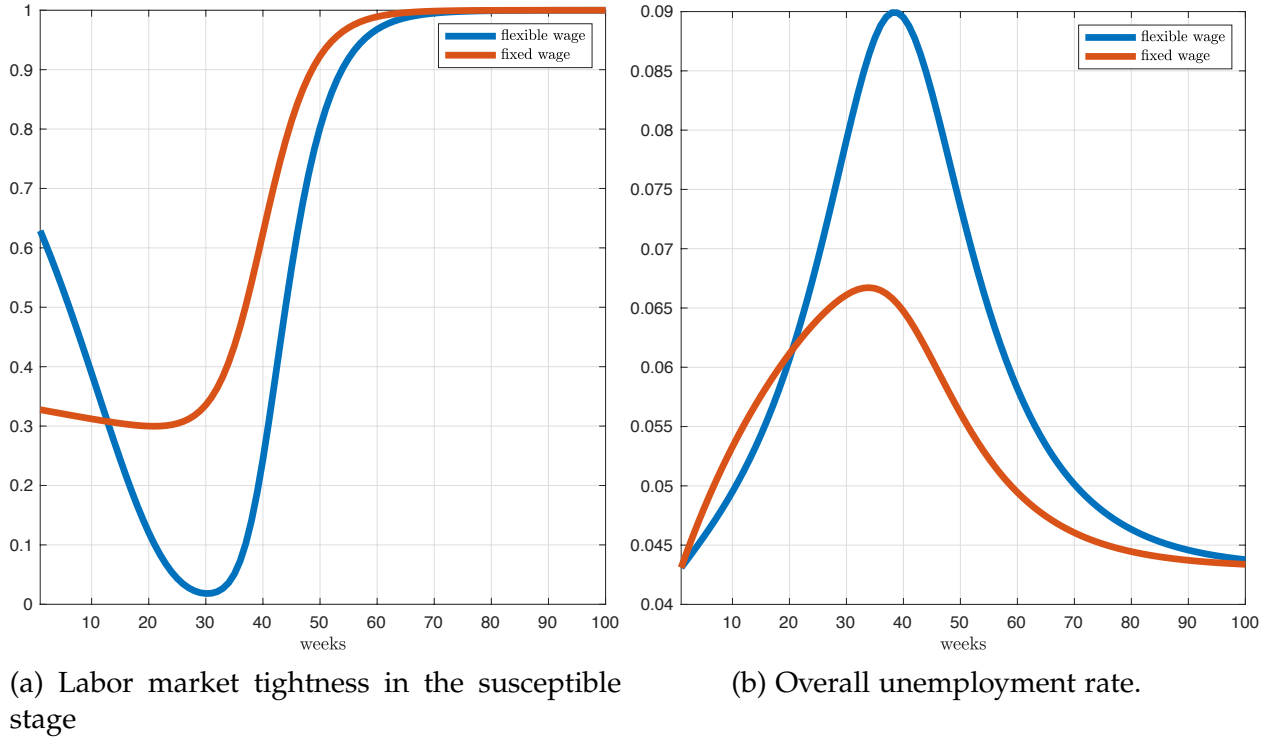 1
0.9
0.8
0.7
0.6
0.5
0.4
0.3
0.2
0.1
0
10 20 30 40 50 60 70 80 90 100
weeks
flexible wage
fixed wage
(a) Labor market tightness in the susceptible
stage
0.09
0.085
0.08
0.075
0.07
0.065
0.06
0.055
0.05
0.045
0.04
10 20 30 40 50 60 70 80 90 100
weeks
flexible wage
fixed wage
(b) Overall unemployment rate.